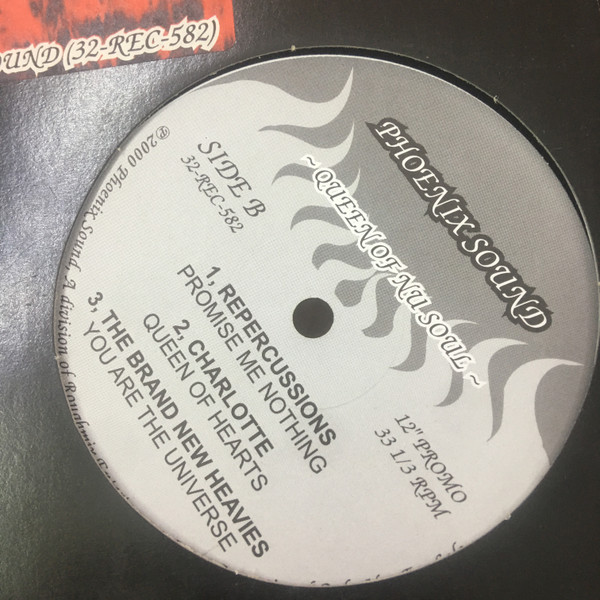 OUND (32-REC-582)
PHOENIX SOUND
~ QUEEN OF NU SOUL ~
SIDE B
32-REC-582
1, REPERCUSSIONS
PROMISE ME NOTHING
2, CHARLOTTE
QUEEN OF HEARTS
3, THE BRAND NEW HEAVIES
YOU ARE THE UNIVERSE
12" PROMO
33 1/3 RPM
℗ 2000 Phoenix Sound, A division of